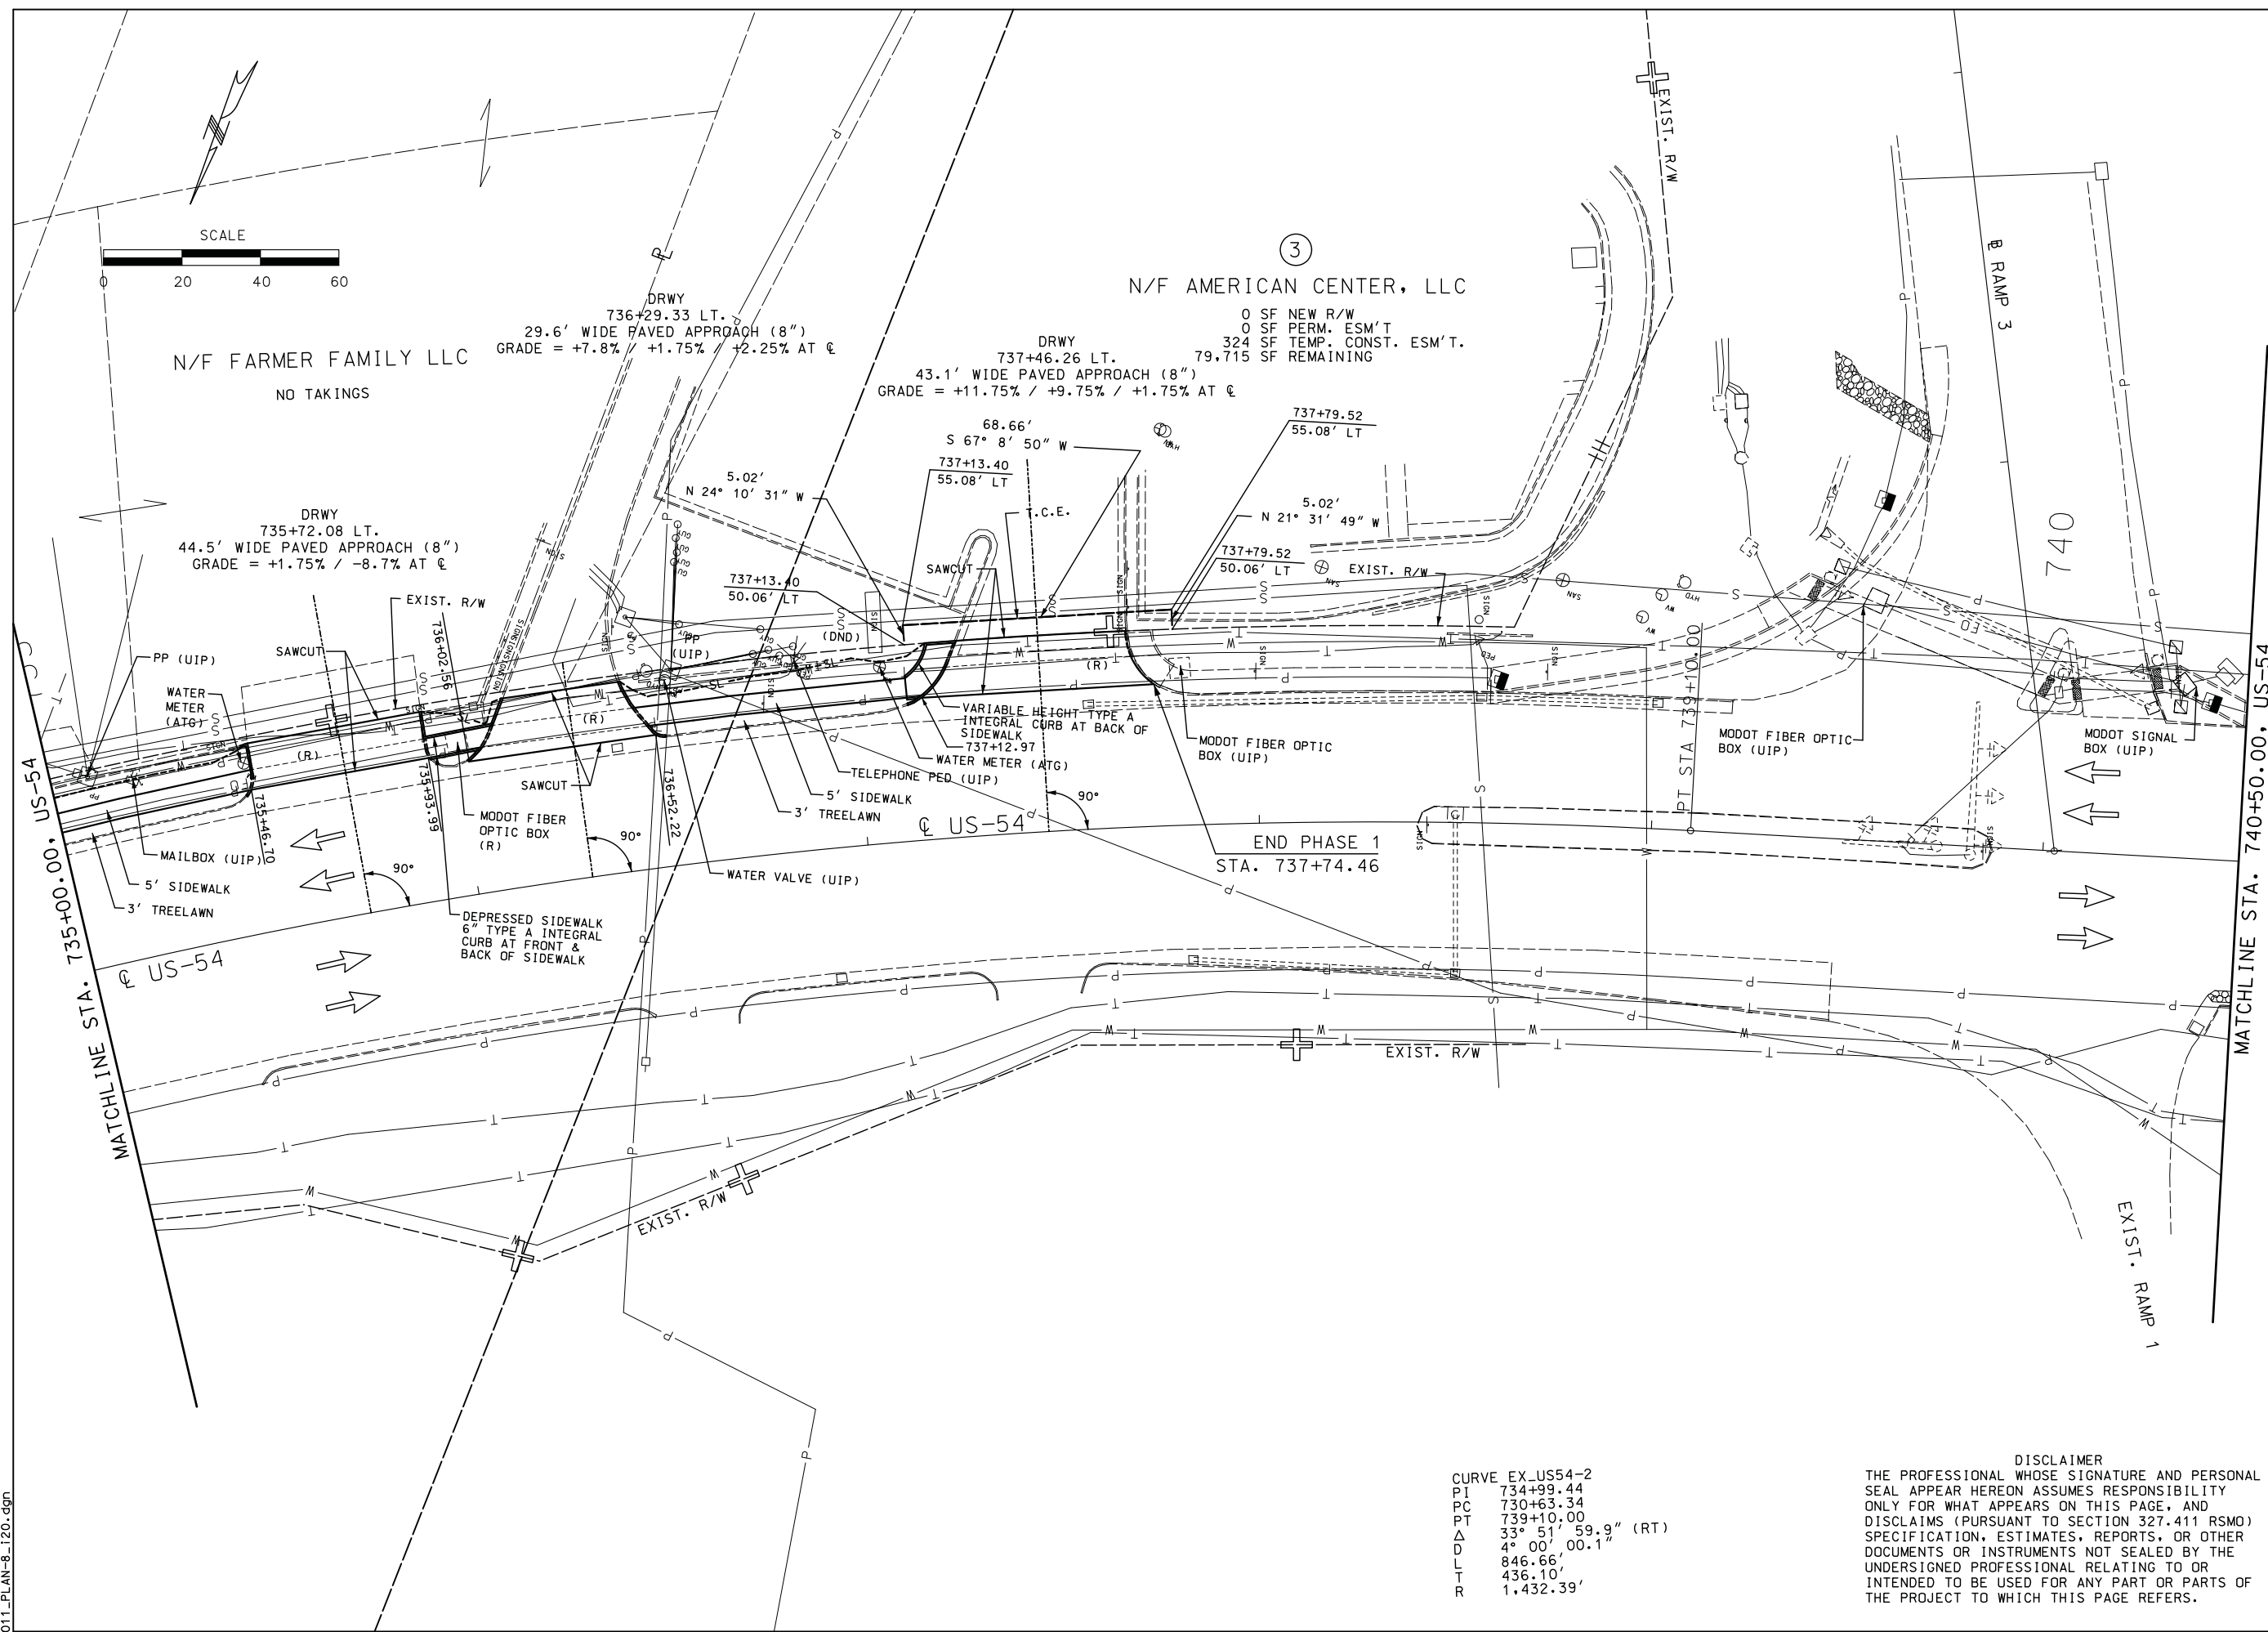 SCALE
0 20 40 60
N/F FARMER FAMILY LLC
NO TAKINGS
DRWY
736+29.33 LT.
29.6' WIDE PAVED APPROACH (8")
GRADE = +7.8% / +1.75% / +2.25% AT ℄
3
N/F AMERICAN CENTER, LLC
0 SF NEW R/W
0 SF PERM. ESM'T
324 SF TEMP. CONST. ESM'T.
79,715 SF REMAINING
DRWY
737+46.26 LT.
43.1' WIDE PAVED APPROACH (8")
GRADE = +11.75% / +9.75% / +1.75% AT ℄
EXIST. R/W
℄ RAMP 3
740
68.66'
S 67° 8' 50" W
737+13.40
55.08' LT
737+79.52
55.08' LT
5.02'
N 24° 10' 31" W
T.C.E.
5.02'
N 21° 31' 49" W
737+79.52
50.06' LT
737+13.40
50.06' LT
SAWCUT
EXIST. R/W
DRWY
735+72.08 LT.
44.5' WIDE PAVED APPROACH (8")
GRADE = +1.75% / -8.7% AT ℄
EXIST. R/W
736+02.56
SAWCUT
PP (UIP)
WATER
METER
(ATG)
(R)
PP
(UIP)
(DND)
(R)
(R)
MAILBOX (UIP)
5' SIDEWALK
3' TREELAWN
735+46.70
735+93.99
736+52.22
90°
90°
90°
MODOT FIBER
OPTIC BOX
(R)
SAWCUT
DEPRESSED SIDEWALK
6" TYPE A INTEGRAL
CURB AT FRONT &
BACK OF SIDEWALK
WATER VALVE (UIP)
VARIABLE HEIGHT TYPE A
INTEGRAL CURB AT BACK OF
SIDEWALK
737+12.97
WATER METER (ATG)
TELEPHONE PED (UIP)
5' SIDEWALK
3' TREELAWN
℄ US-54
MODOT FIBER OPTIC
BOX (UIP)
END PHASE 1
STA. 737+74.46
PT STA 739+10.00
MODOT FIBER OPTIC
BOX (UIP)
MODOT SIGNAL
BOX (UIP)
℄ US-54
MATCHLINE STA. 735+00.00, US-54
MATCHLINE STA. 740+50.00, US-54
EXIST. R/W
EXIST. R/W
EXIST. RAMP 1
CURVE EX_US54-2
PI 734+99.44
PC 730+63.34
PT 739+10.00
Δ 33° 51' 59.9" (RT)
D 4° 00' 00.1"
L 846.66'
T 436.10'
R 1,432.39'
DISCLAIMER
THE PROFESSIONAL WHOSE SIGNATURE AND PERSONAL
SEAL APPEAR HEREON ASSUMES RESPONSIBILITY
ONLY FOR WHAT APPEARS ON THIS PAGE, AND
DISCLAIMS (PURSUANT TO SECTION 327.411 RSMO)
SPECIFICATION, ESTIMATES, REPORTS, OR OTHER
DOCUMENTS OR INSTRUMENTS NOT SEALED BY THE
UNDERSIGNED PROFESSIONAL RELATING TO OR
INTENDED TO BE USED FOR ANY PART OR PARTS OF
THE PROJECT TO WHICH THIS PAGE REFERS.
011_PLAN-8_i20.dgn